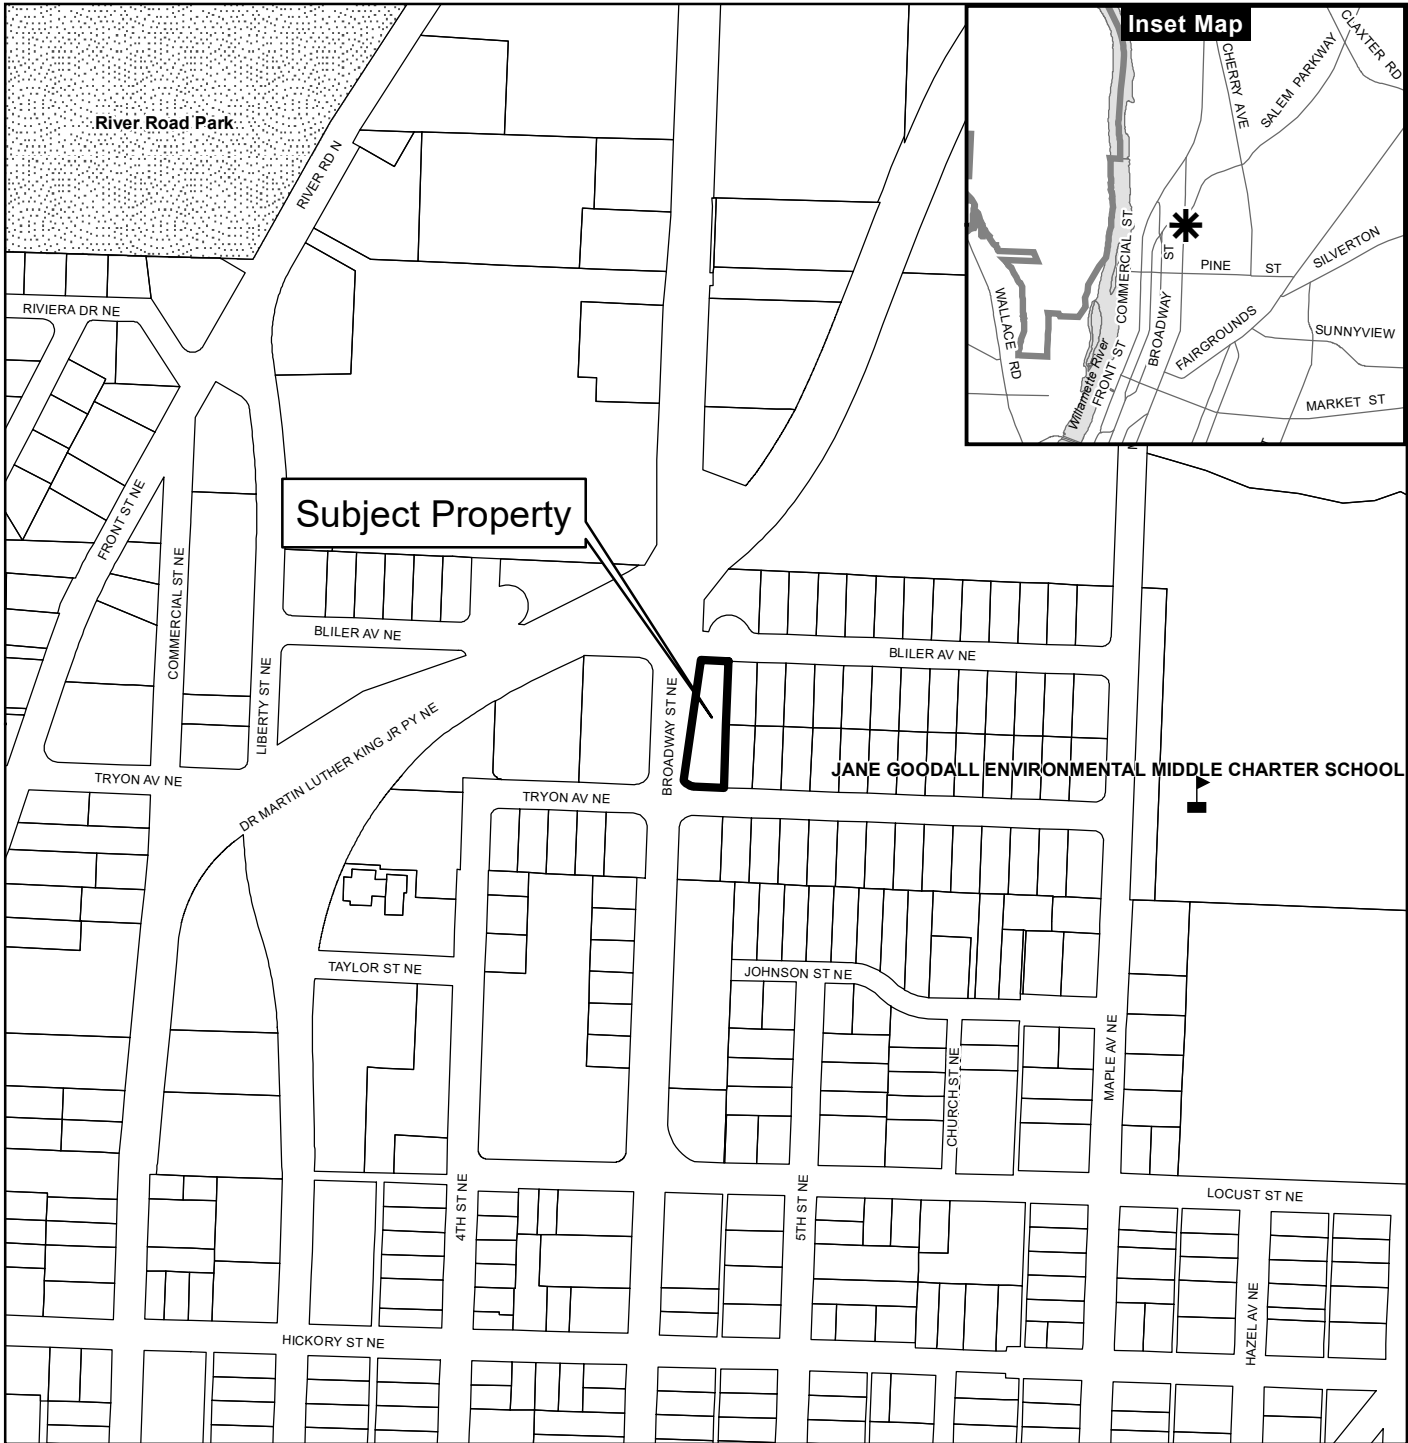 Inset Map
CLAXTER RD
CHERRY AVE
SALEM PARKWAY
COMMERCIAL ST
ST
PINE ST
SILVERTON
WALLACE RD
BROADWAY
FAIRGROUNDS
SUNNYVIEW
FRONT ST
Willamette River
MARKET ST
River Road Park
RIVER RD N
RIVIERA DR NE
FRONT ST NE
Subject Property
COMMERCIAL ST NE
BLILER AV NE
BLILER AV NE
LIBERTY ST NE
BROADWAY ST NE
DR MARTIN LUTHER KING JR PY NE
TRYON AV NE
TRYON AV NE
JANE GOODALL ENVIRONMENTAL MIDDLE CHARTER SCHOOL
TAYLOR ST NE
JOHNSON ST NE
MAPLE AV NE
CHURCH ST NE
4TH ST NE
5TH ST NE
LOCUST ST NE
HAZEL AV NE
HICKORY ST NE